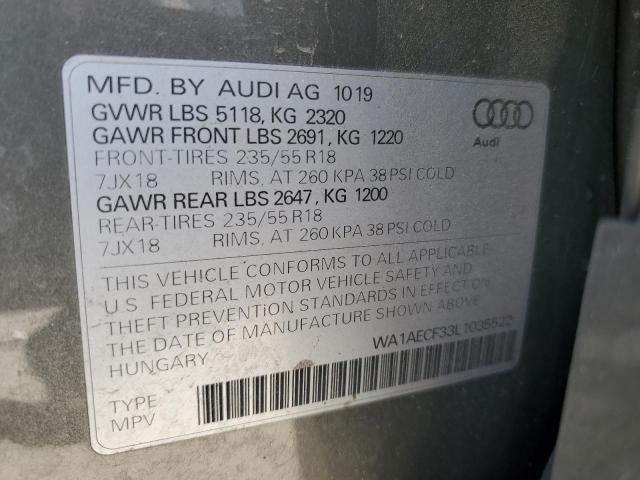 MFD. BY AUDI AG 1019
GVWR LBS 5118, KG 2320
GAWR FRONT LBS 2691, KG 1220
FRONT-TIRES 235/55 R18
7JX18 RIMS, AT 260 KPA 38 PSI COLD
GAWR REAR LBS 2647, KG 1200
REAR-TIRES 235/55 R18
7JX18 RIMS, AT 260 KPA 38 PSI COLD
Audi
THIS VEHICLE CONFORMS TO ALL APPLICABLE
U.S. FEDERAL MOTOR VEHICLE SAFETY AND
THEFT PREVENTION STANDARDS IN EFFECT ON
THE DATE OF MANUFACTURE SHOWN ABOVE
HUNGARY
WA1AECF33L1035522
TYPE
MPV